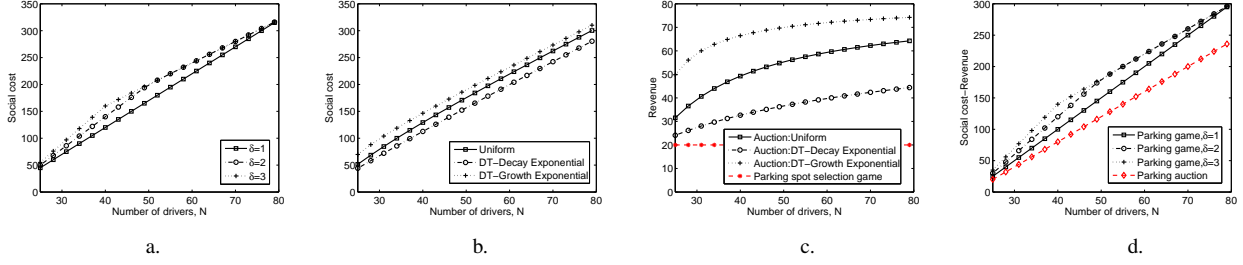 350
300
250
200
150
100
50
0
Social cost
30 40 50 60 70 80
Number of drivers, N
δ=1
δ=2
δ=3
a.
350
300
250
200
150
100
50
0
Social cost
30 40 50 60 70 80
Number of drivers, N
Uniform
DT−Decay Exponential
DT−Growth Exponential
b.
80
70
60
50
40
30
20
10
0
Revenue
30 40 50 60 70 80
Number of drivers, N
Auction:Uniform
Auction:DT−Decay Exponential
Auction:DT−Growth Exponential
Parking spot selection game
c.
300
250
200
150
100
50
0
Social cost−Revenue
30 40 50 60 70 80
Number of drivers, N
Parking game,δ=1
Parking game,δ=2
Parking game,δ=3
Parking auction
d.